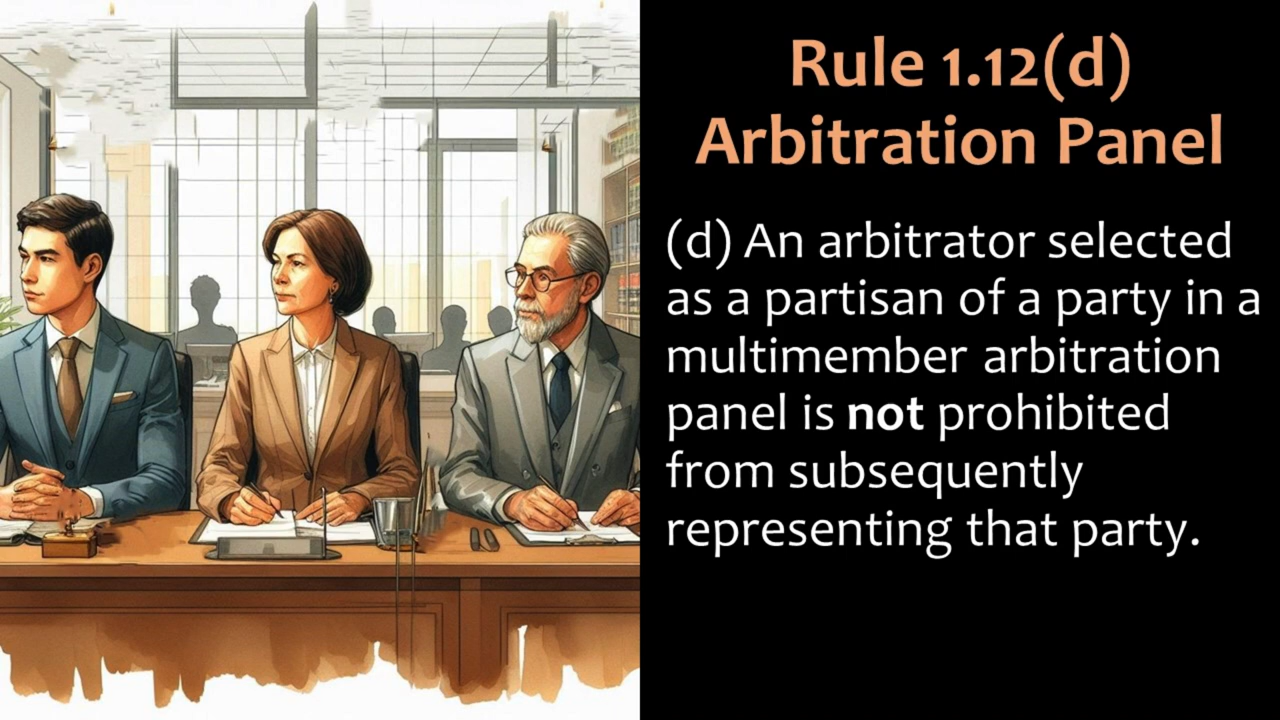 Rule 1.12(d)
Arbitration Panel
(d) An arbitrator selected
as a partisan of a party in a
multimember arbitration
panel is not prohibited
from subsequently
representing that party.